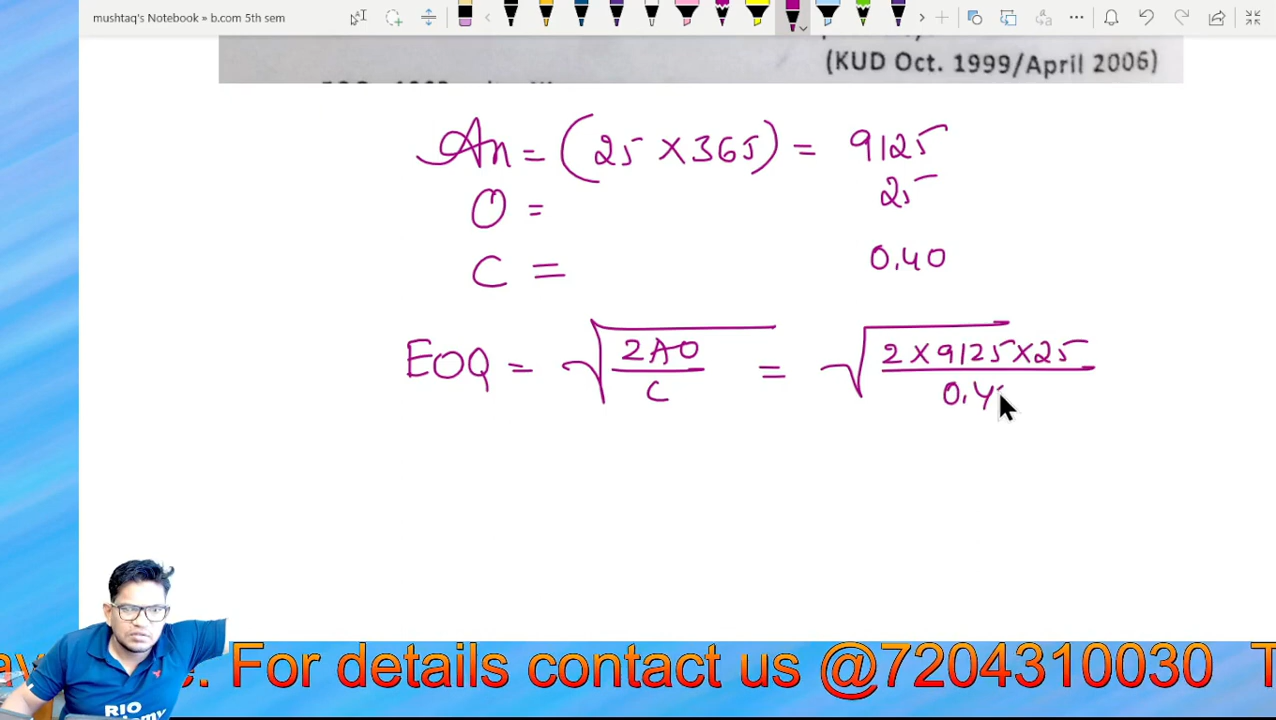 mushtaq's Notebook » b.com 5th sem
(KUD Oct. 1999/April 2006)
An = (25 × 365) = 9125
O = 25
C = 0.40
EOQ = √(2AO/C) = √(2×9125×25/0.4
For details contact us @7204310030 T
RIO